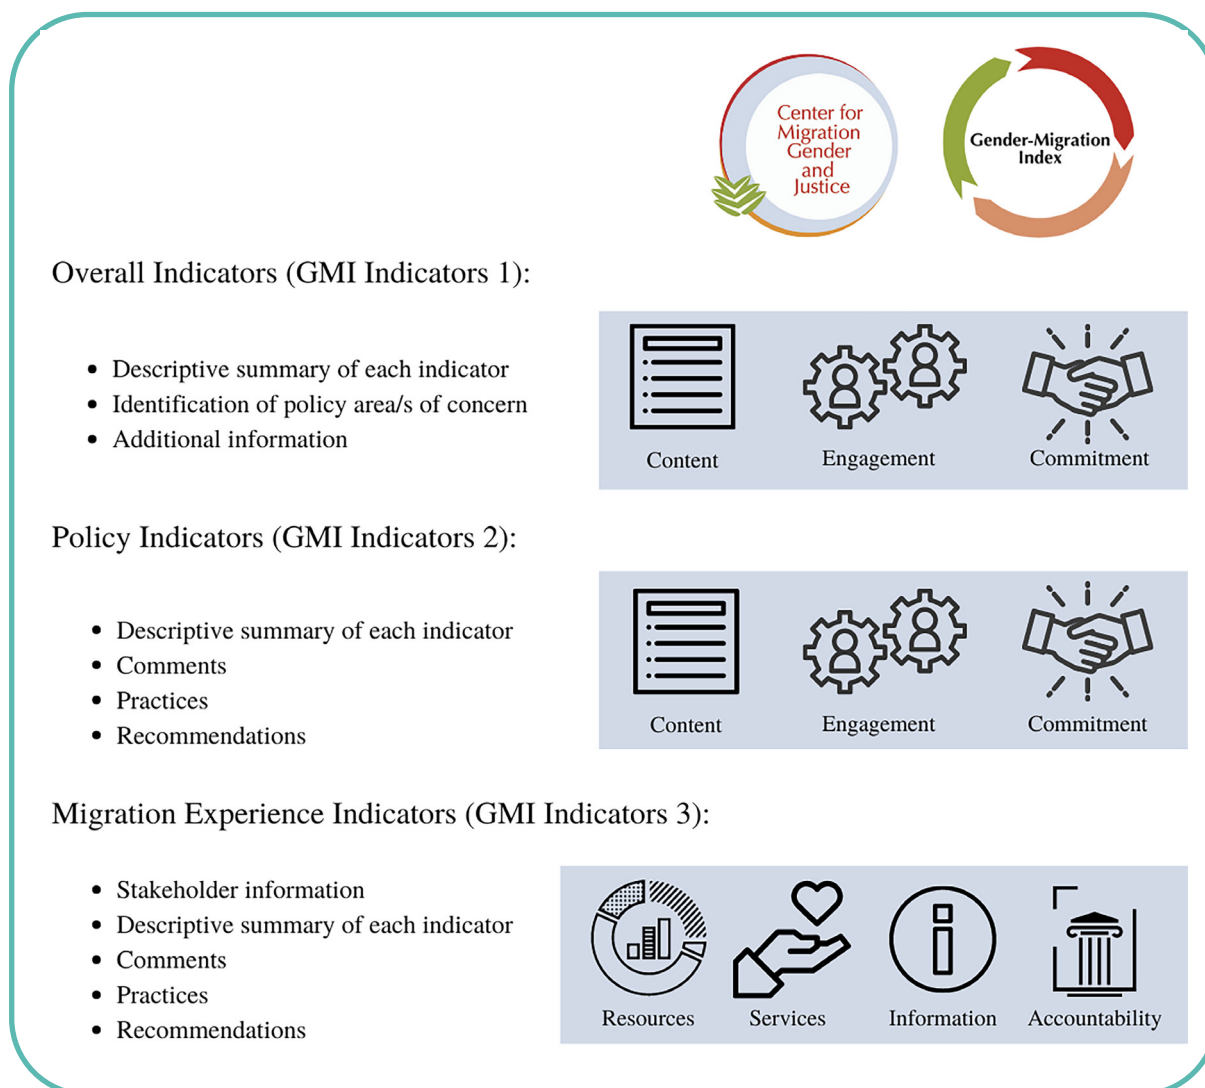 Center for
Migration
Gender
and
Justice
Gender-Migration
Index
Overall Indicators (GMI Indicators 1):
• Descriptive summary of each indicator
• Identification of policy area/s of concern
• Additional information
Content
Engagement
Commitment
Policy Indicators (GMI Indicators 2):
• Descriptive summary of each indicator
• Comments
• Practices
• Recommendations
Content
Engagement
Commitment
Migration Experience Indicators (GMI Indicators 3):
• Stakeholder information
• Descriptive summary of each indicator
• Comments
• Practices
• Recommendations
Resources
Services
Information
Accountability